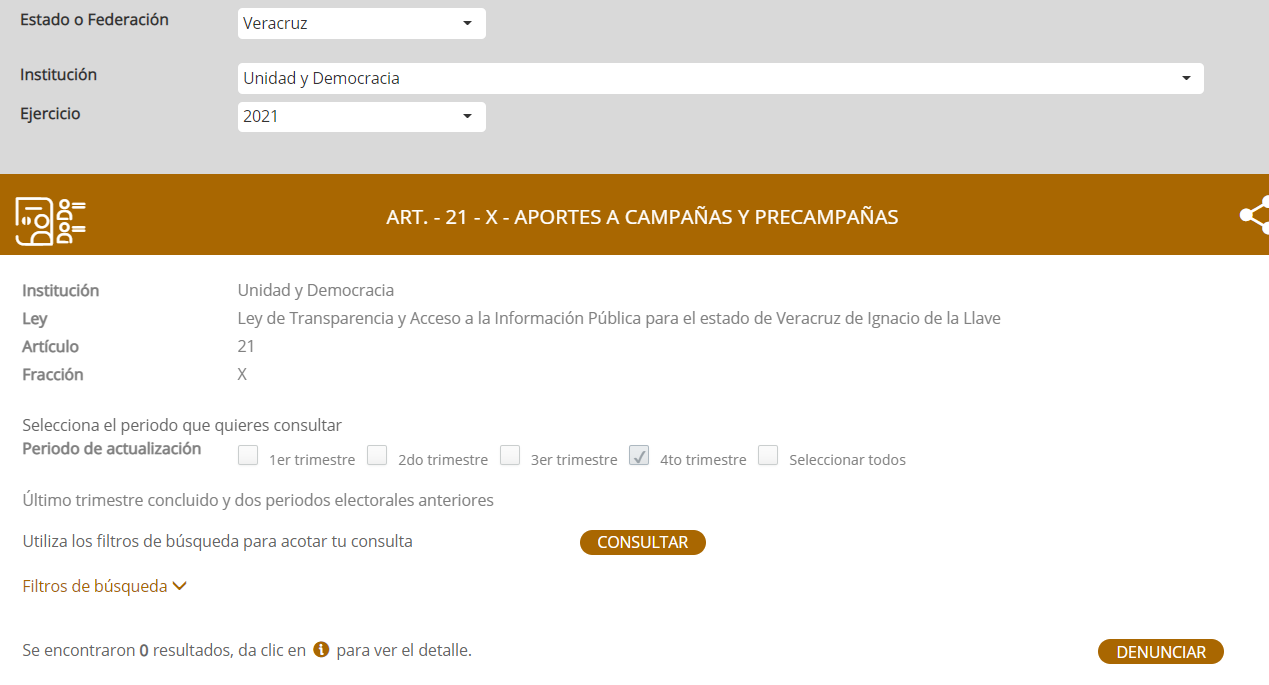 Estado o Federación Veracruz
Institución Unidad y Democracia
Ejercicio 2021
ART. - 21 - X - APORTES A CAMPAÑAS Y PRECAMPAÑAS
Institución Unidad y Democracia
Ley Ley de Transparencia y Acceso a la Información Pública para el estado de Veracruz de Ignacio de la Llave
Artículo 21
Fracción X
Selecciona el periodo que quieres consultar
Periodo de actualización 1er trimestre 2do trimestre 3er trimestre 4to trimestre Seleccionar todos
Último trimestre concluido y dos periodos electorales anteriores
Utiliza los filtros de búsqueda para acotar tu consulta CONSULTAR
Filtros de búsqueda
Se encontraron 0 resultados, da clic en i para ver el detalle. DENUNCIAR